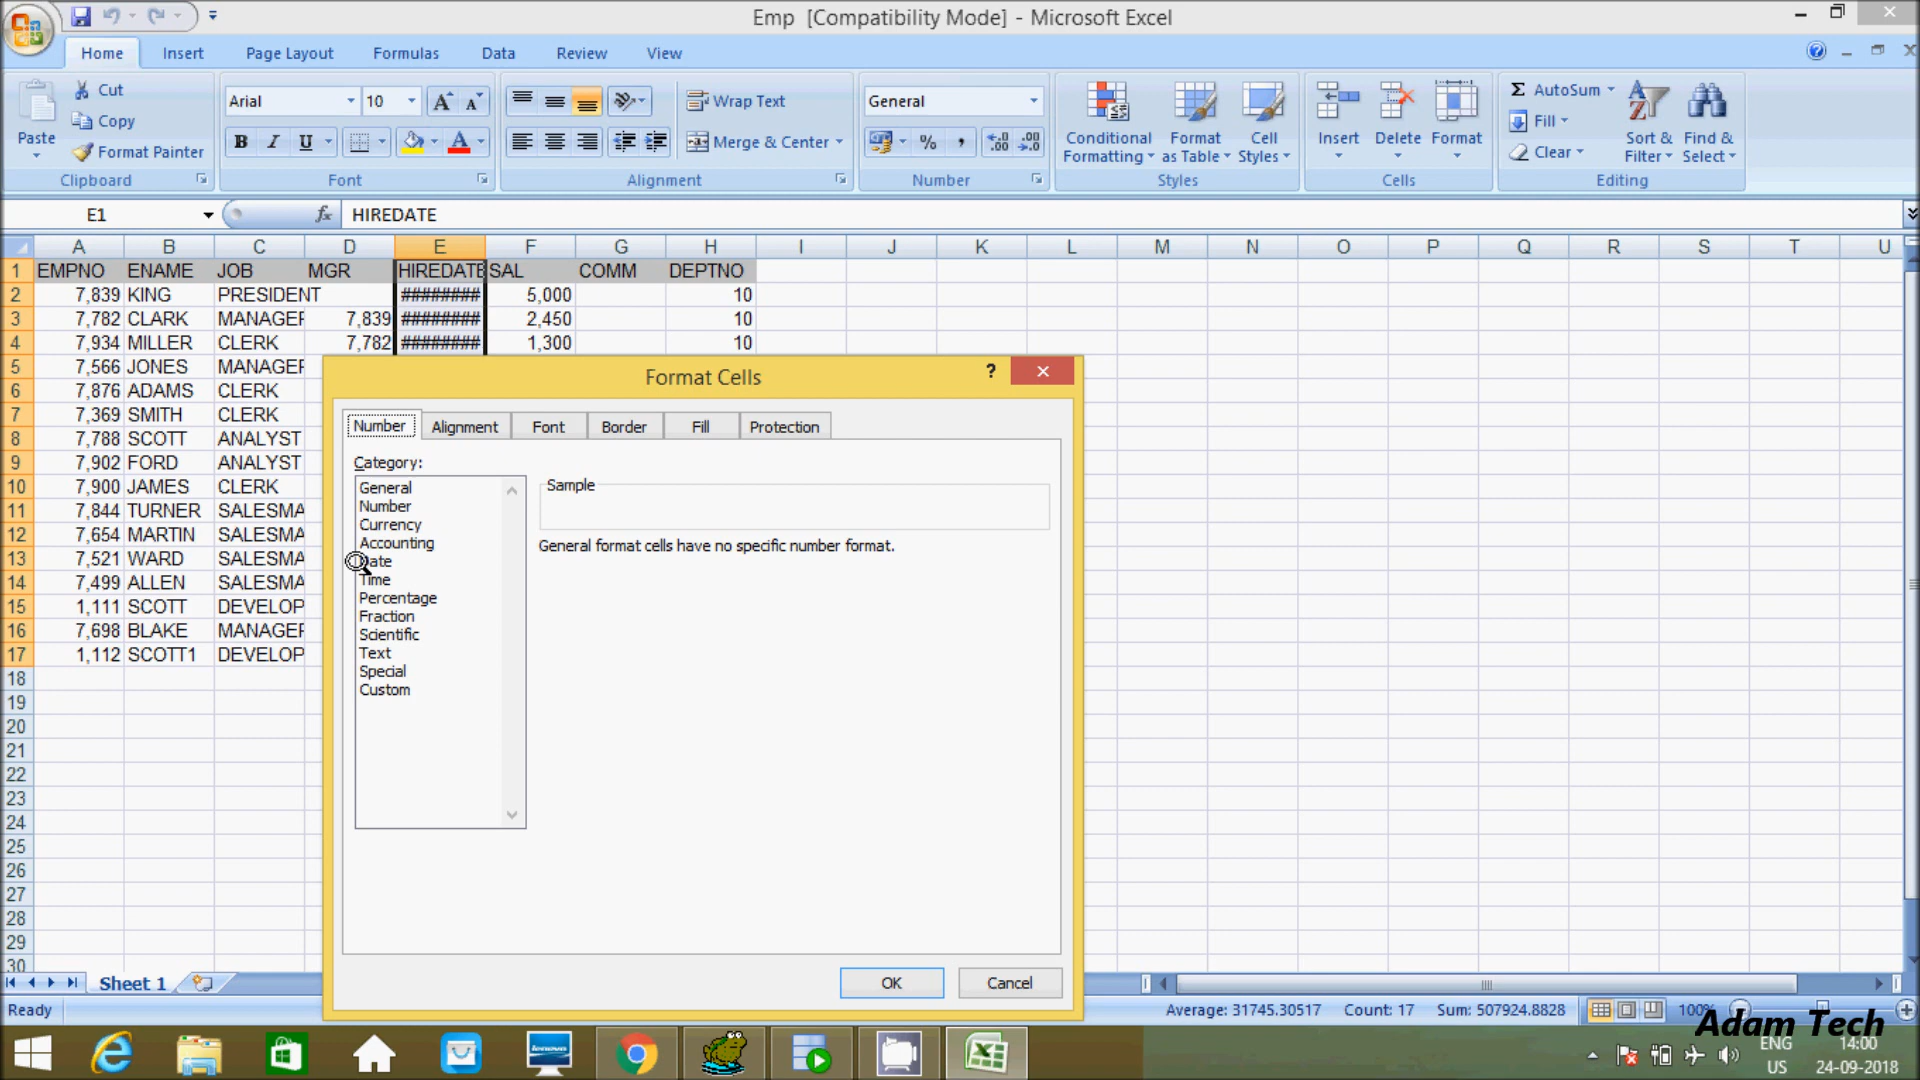 Emp [Compatibility Mode] - Microsoft Excel
Home Insert Page Layout Formulas Data Review View
Paste
Cut
Copy
Format Painter
Clipboard
Arial 10
B I U
Font
Wrap Text
Merge & Center
Alignment
General
% ,
Number
Conditional Formatting
Format as Table
Cell Styles
Styles
Insert Delete Format
Cells
Σ AutoSum
Fill
Clear
Sort & Filter
Find & Select
Editing
E1 fx HIREDATE
A B C D E F G H I J K L M N O P Q R S T U
1 EMPNO ENAME JOB MGR HIREDATE SAL COMM DEPTNO
2 7,839 KING PRESIDENT ######## 5,000 10
3 7,782 CLARK MANAGER 7,839 ######## 2,450 10
4 7,934 MILLER CLERK 7,782 ######## 1,300 10
5 7,566 JONES MANAGER
6 7,876 ADAMS CLERK
7 7,369 SMITH CLERK
8 7,788 SCOTT ANALYST
9 7,902 FORD ANALYST
10 7,900 JAMES CLERK
11 7,844 TURNER SALESMA
12 7,654 MARTIN SALESMA
13 7,521 WARD SALESMA
14 7,499 ALLEN SALESMA
15 1,111 SCOTT DEVELOP
16 7,698 BLAKE MANAGER
17 1,112 SCOTT1 DEVELOP
18
19
20
21
22
23
24
25
26
27
28
29
30
Format Cells ?
Number Alignment Font Border Fill Protection
Category:
General
Number
Currency
Accounting
Date
Time
Percentage
Fraction
Scientific
Text
Special
Custom
Sample
General format cells have no specific number format.
OK Cancel
Sheet 1
Ready Average: 31745.30517 Count: 17 Sum: 507924.8828 100%
Adam Tech
lenovo
ENG
US
14:00
24-09-2018